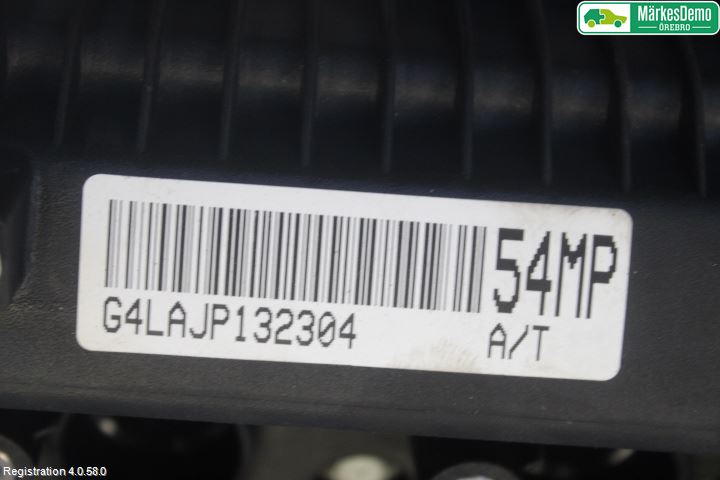 MärkesDemo
ÖREBRO
54MP
G4LAJP132304
A/T
Registration 4.0.58.0